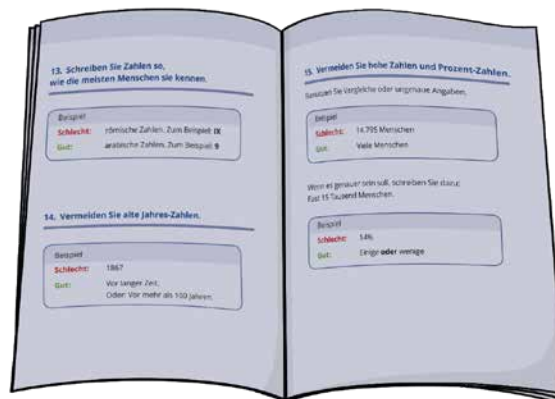 13. Schreiben Sie Zahlen so,
wie die meisten Menschen sie kennen.
Beispiel
Schlecht: römische Zahlen. Zum Beispiel: IX
Gut: arabische Zahlen. Zum Beispiel: 9
14. Vermeiden Sie alte Jahres-Zahlen.
Beispiel
Schlecht: 1867
Gut: Vor langer Zeit.
Oder: Vor mehr als 100 Jahren.
15. Vermeiden Sie hohe Zahlen und Prozent-Zahlen.
Benutzen Sie Vergleiche oder ungenaue Angaben.
Beispiel
Schlecht: 14.795 Menschen
Gut: Viele Menschen
Wenn es genauer sein soll, schreiben Sie dazu:
Fast 15 Tausend Menschen.
Beispiel
Schlecht: 14%
Gut: Einige oder wenige